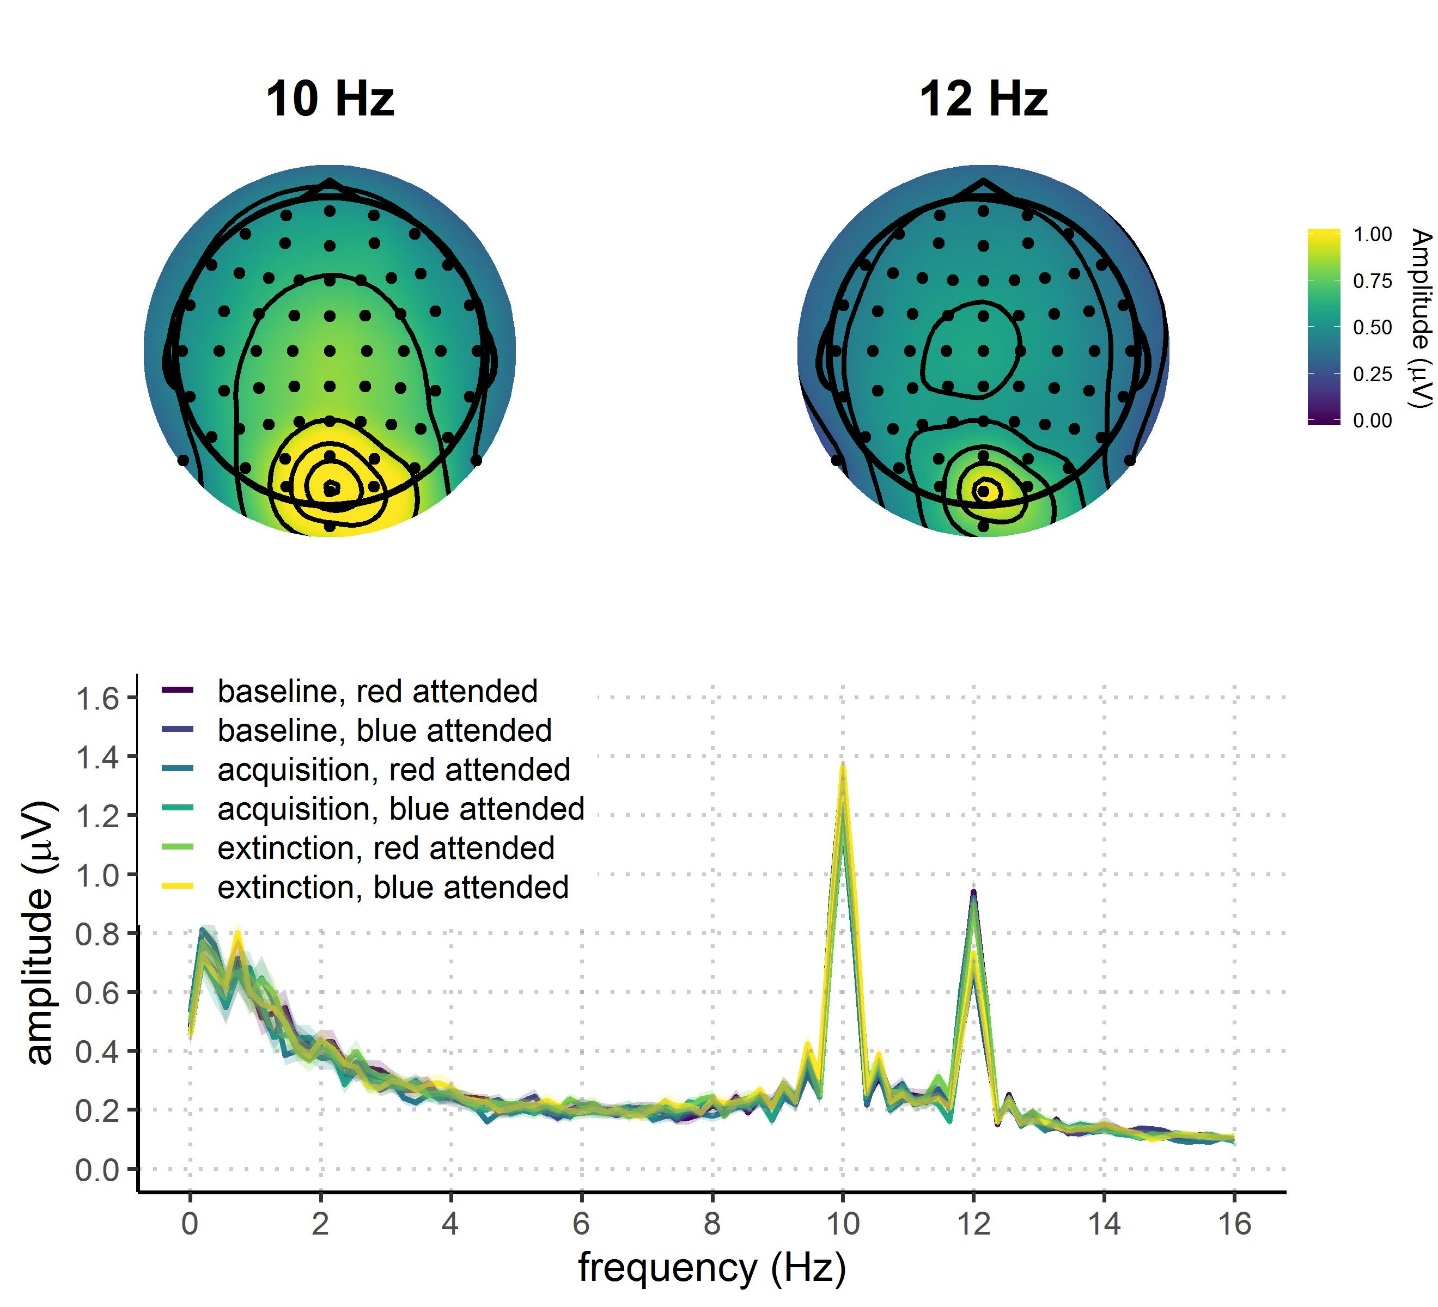 10 Hz
12 Hz
1.00
0.75
0.50
0.25
0.00
Amplitude (μV)
baseline, red attended
baseline, blue attended
acquisition, red attended
acquisition, blue attended
extinction, red attended
extinction, blue attended
1.6
1.4
1.2
1.0
0.8
0.6
0.4
0.2
0.0
amplitude (μV)
0 2 4 6 8 10 12 14 16
frequency (Hz)